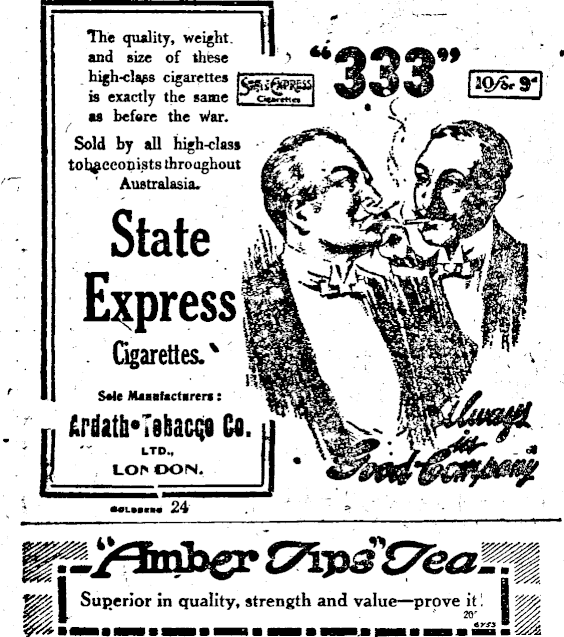 The quality, weight
and size of these
high-class cigarettes
is exactly the same
as before the war.
Sold by all high-class
tobacconists throughout
Australasia.
State
Express
Cigarettes.
Sole Manufacturers:
Ardath Tobacco Co.
LTD.,
LONDON.
GOLDBERG 24
"333"
STATE EXPRESS
Cigarettes
10 for 9d
Always
in
Good Company"
"Amber Tips" Tea
Superior in quality, strength and value—prove it!
20
6753